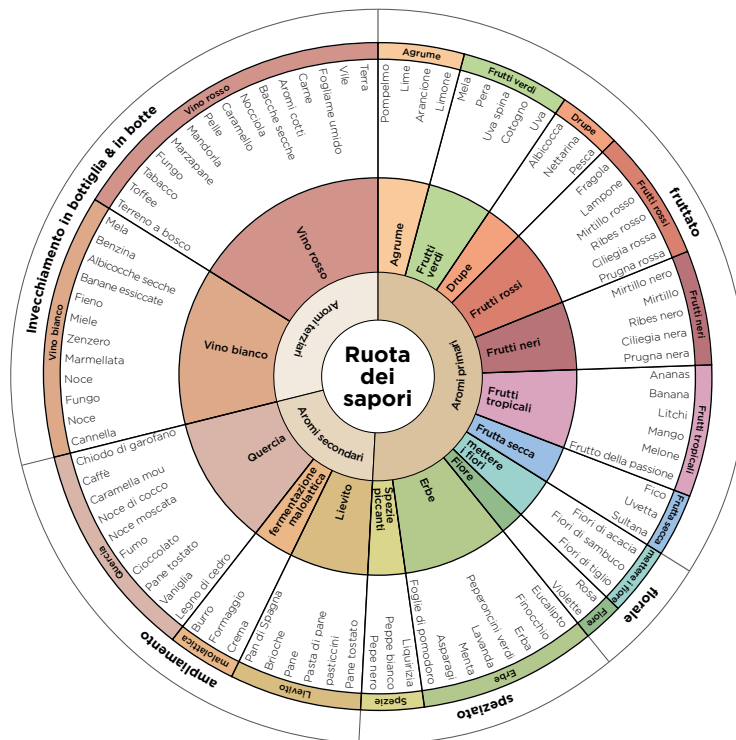 Ruota
dei
sapori
Aromi primari
Aromi secondari
Aromi terziari
Agrume
Frutti
verdi
Drupe
Frutti rossi
Frutti neri
Frutti
tropicali
Frutta secca
mettere
i fiori
Fiore
Erbe
Spezie
piccanti
Lievito
fermentazione
malolattica
Quercia
Vino bianco
Vino rosso
fruttato
Agrume
Pompelmo
Lime
Arancione
Limone
Frutti verdi
Mela
Pera
Uva spina
Cotogno
Uva
Drupe
Albicocca
Nettarina
Pesca
Frutti rossi
Fragola
Lampone
Mirtillo rosso
Ribes rosso
Ciliegia rossa
Prugna rossa
Frutti neri
Mirtillo nero
Mirtillo
Ribes nero
Ciliegia nera
Prugna nera
Frutti tropicali
Ananas
Banana
Litchi
Mango
Melone
Frutto della passione
Frutta secca
Fico
Uvetta
Sultana
florale
mettere i fiore
Fiori di acacia
Fiori di sambuco
Fiori di tiglio
Fiore
Rosa
Violette
speziato
Erbe
Eucalipto
Finocchio
Erba
Peperoncini verdi
Lavanda
Menta
Asparagi
Foglie di pomodoro
Spezie
Liquirizia
Peppe bianco
Pepe nero
ampliamento
Lievito
Pane tostato
pasticcini
Pasta di pane
Pane
Brioche
Pan di Spagna
malolattica
Crema
Formaggio
Burro
Quercia
Legno di cedro
Vaniglia
Pane tostato
Cioccolato
Fumo
Noce moscata
Noce di cocco
Caramella mou
Caffè
Chiodo di garofano
Invecchiamento in bottiglia & in botte
Vino bianco
Cannella
Noce
Fungo
Noce
Marmellata
Zenzero
Miele
Fieno
Banane essiccate
Albicocche secche
Benzina
Mela
Vino rosso
Terreno a bosco
Toffee
Tabacco
Fungo
Marzapane
Mandorla
Pelle
Caramello
Nocciola
Bacche secche
Aromi cotti
Carne
Fogliame umido
Vile
Terra